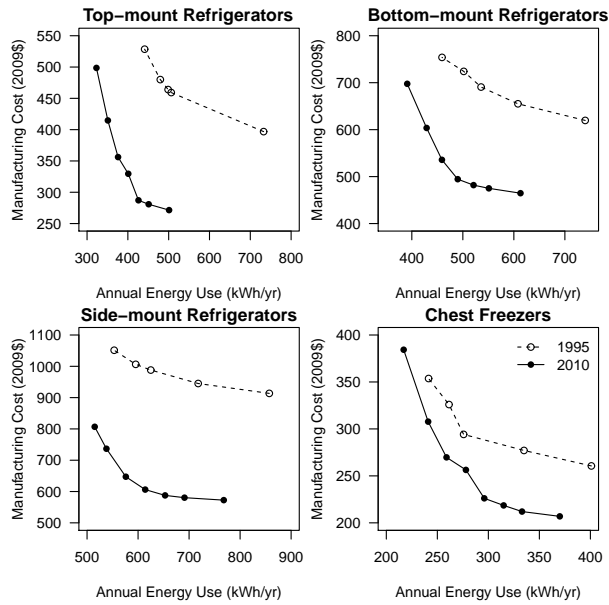 Top−mount Refrigerators
Manufacturing Cost (2009$)
550
500
450
400
350
300
250
300 400 500 600 700 800
Annual Energy Use (kWh/yr)
Bottom−mount Refrigerators
Manufacturing Cost (2009$)
800
700
600
500
400
400 500 600 700
Annual Energy Use (kWh/yr)
Side−mount Refrigerators
Manufacturing Cost (2009$)
1100
1000
900
800
700
600
500
500 600 700 800 900
Annual Energy Use (kWh/yr)
Chest Freezers
Manufacturing Cost (2009$)
400
350
300
250
200
1995
2010
200 250 300 350 400
Annual Energy Use (kWh/yr)